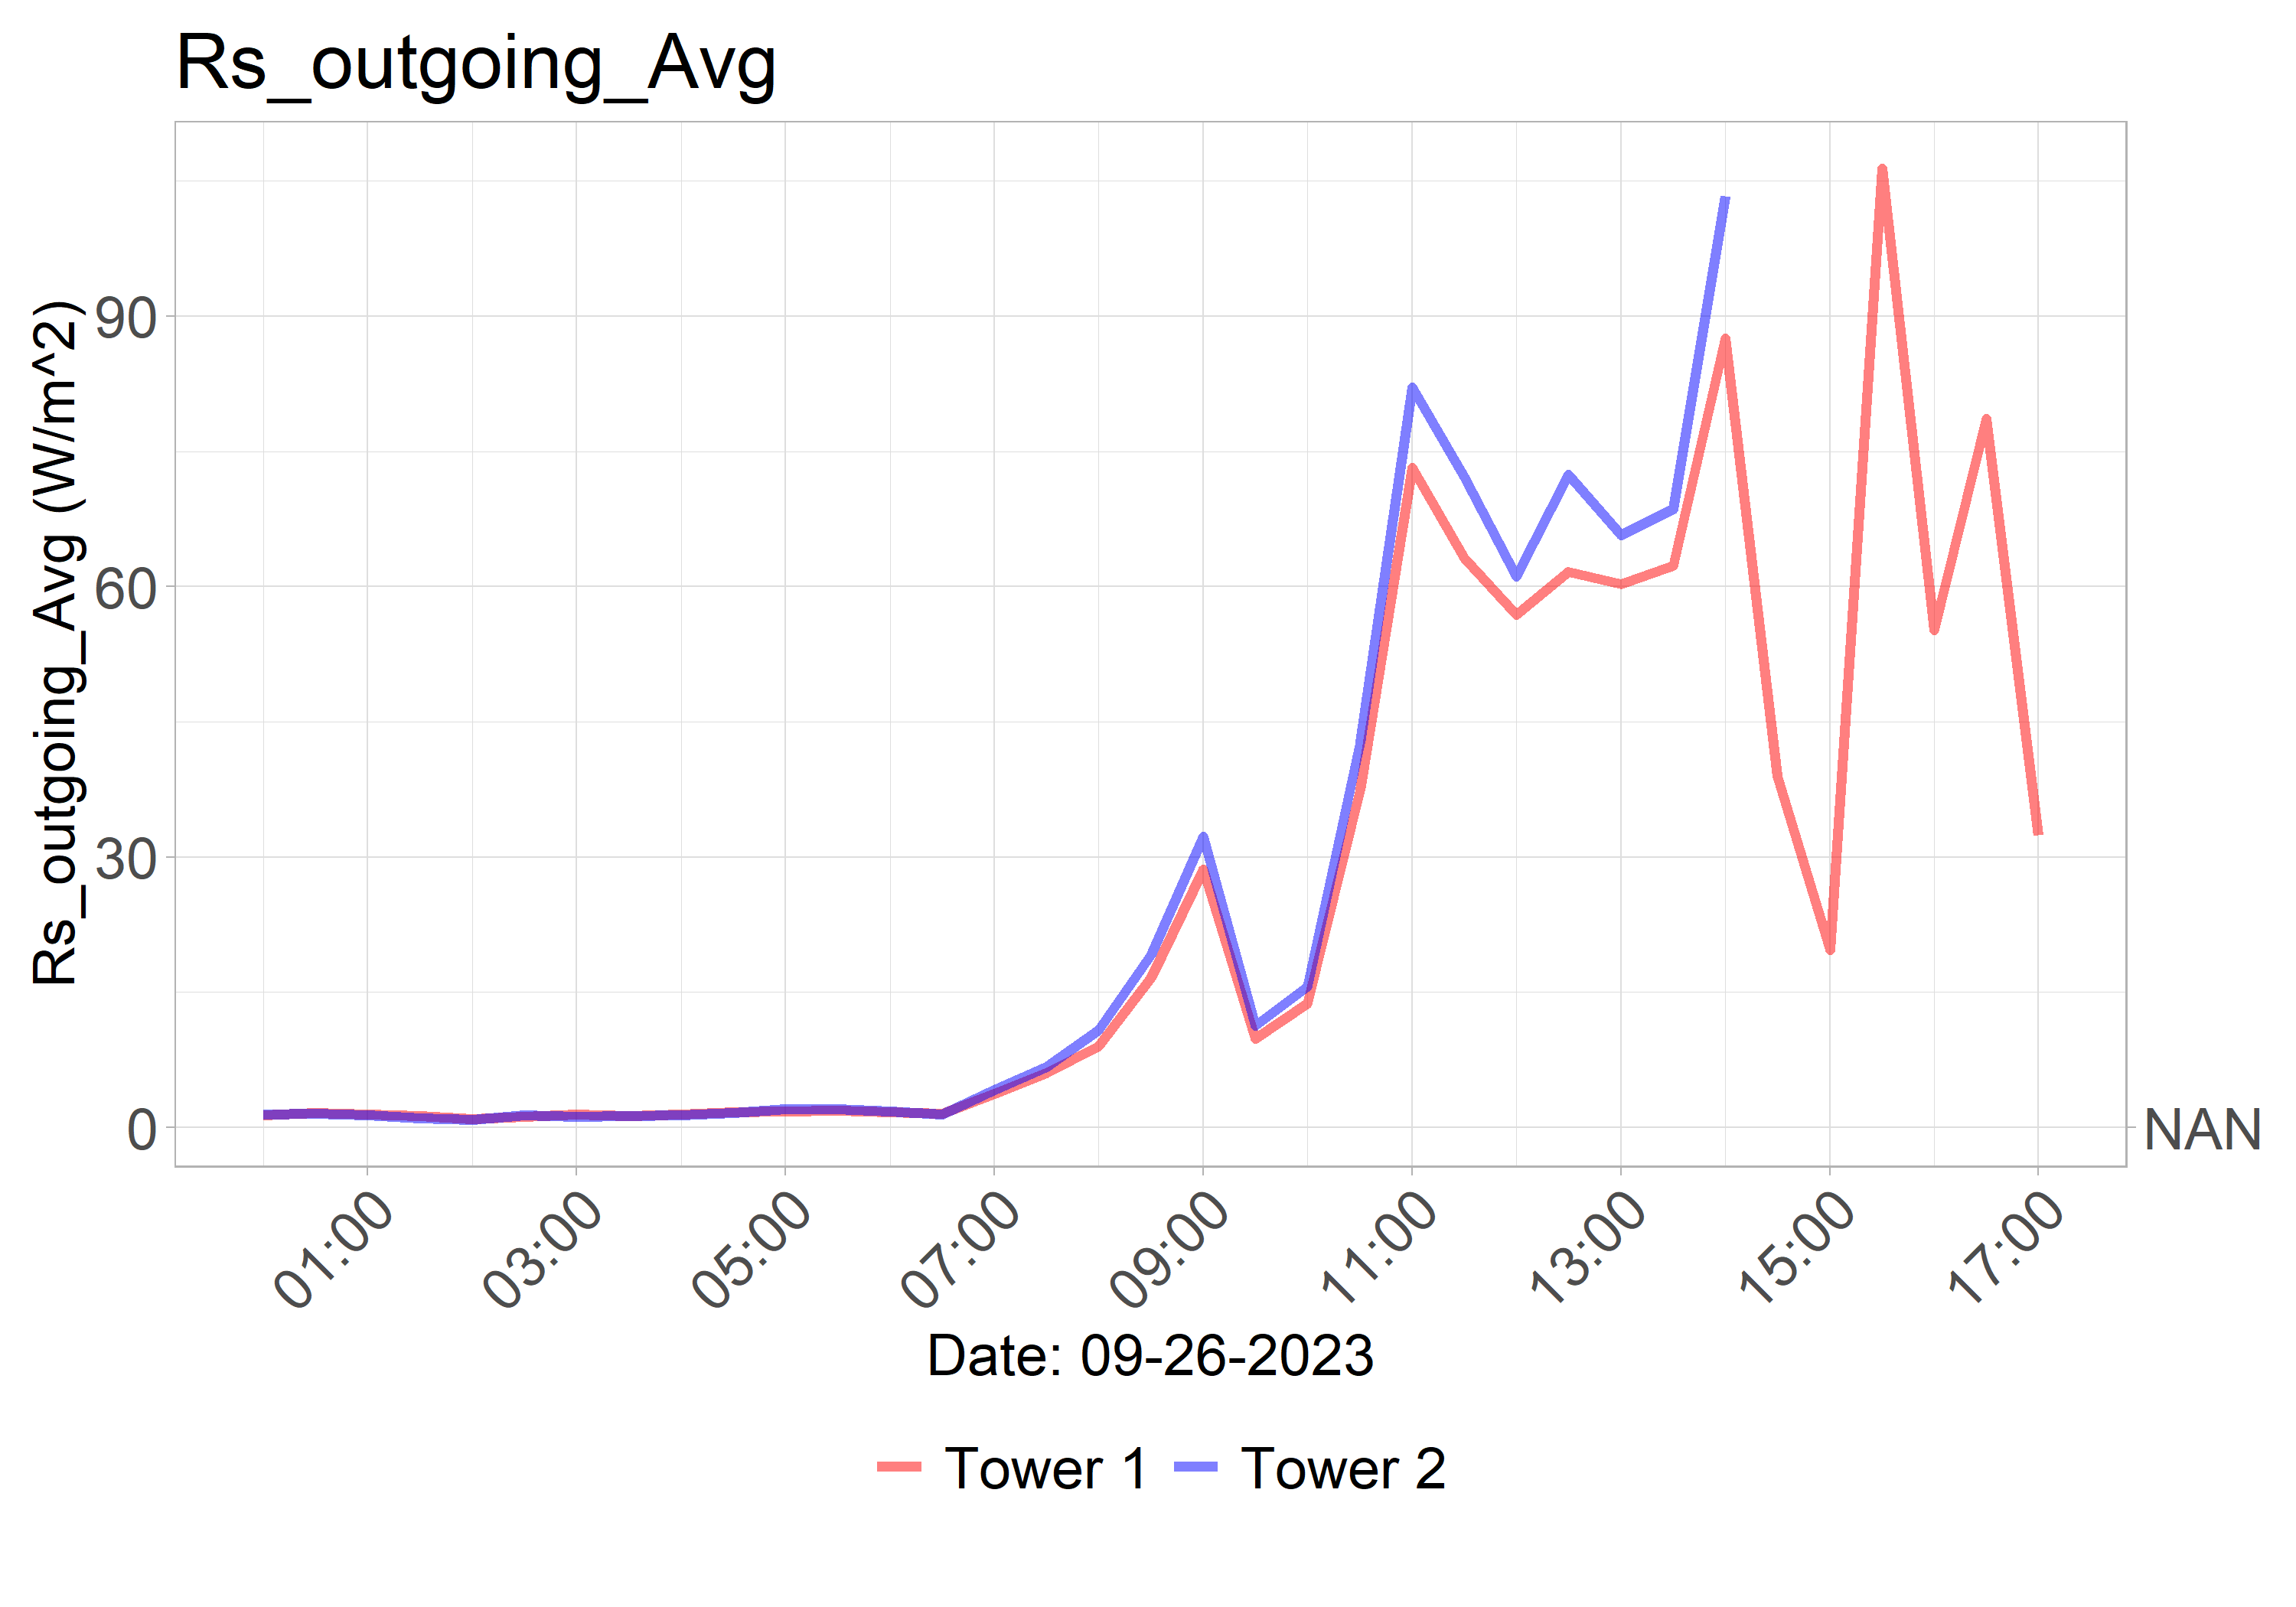 Rs_outgoing_Avg
Rs_outgoing_Avg (W/m^2)
90
60
30
0
NAN
01:00
03:00
05:00
07:00
09:00
11:00
13:00
15:00
17:00
Date: 09-26-2023
Tower 1
Tower 2